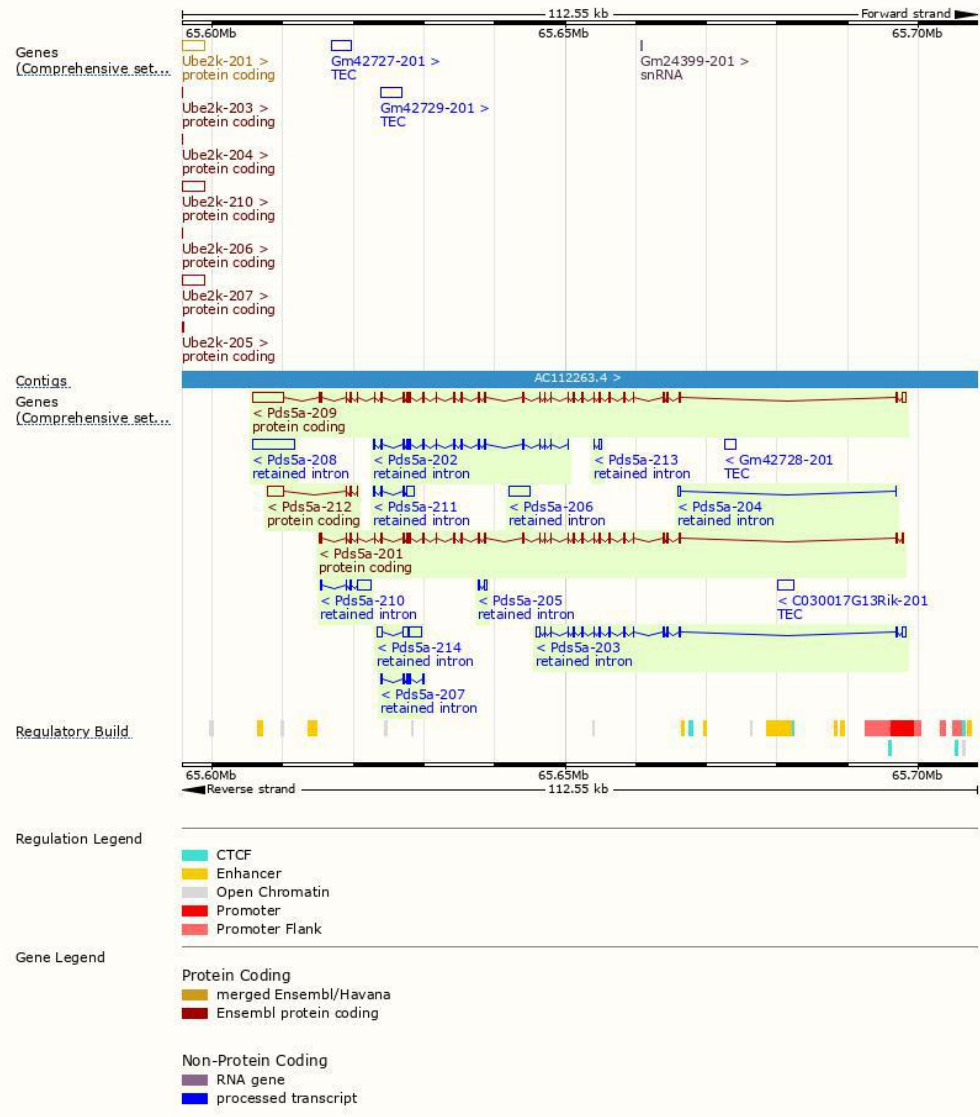 112.55 kb
Forward strand
65.60Mb 65.65Mb 65.70Mb
Genes
(Comprehensive set...
Ube2k-201 >
protein coding
Gm42727-201 >
TEC
Gm24399-201 >
snRNA
Ube2k-203 >
protein coding
Gm42729-201 >
TEC
Ube2k-204 >
protein coding
Ube2k-210 >
protein coding
Ube2k-206 >
protein coding
Ube2k-207 >
protein coding
Ube2k-205 >
protein coding
Contigs
AC112263.4 >
Genes
(Comprehensive set...
< Pds5a-209
protein coding
< Pds5a-208
retained intron
< Pds5a-202
retained intron
< Pds5a-213
retained intron
< Gm42728-201
TEC
< Pds5a-212
protein coding
< Pds5a-211
retained intron
< Pds5a-206
retained intron
< Pds5a-204
retained intron
< Pds5a-201
protein coding
< Pds5a-210
retained intron
< Pds5a-205
retained intron
< C030017G13Rik-201
TEC
< Pds5a-214
retained intron
< Pds5a-203
retained intron
< Pds5a-207
retained intron
Regulatory Build
65.60Mb 65.65Mb 65.70Mb
Reverse strand
112.55 kb
Regulation Legend
CTCF
Enhancer
Open Chromatin
Promoter
Promoter Flank
Gene Legend
Protein Coding
merged Ensembl/Havana
Ensembl protein coding
Non-Protein Coding
RNA gene
processed transcript